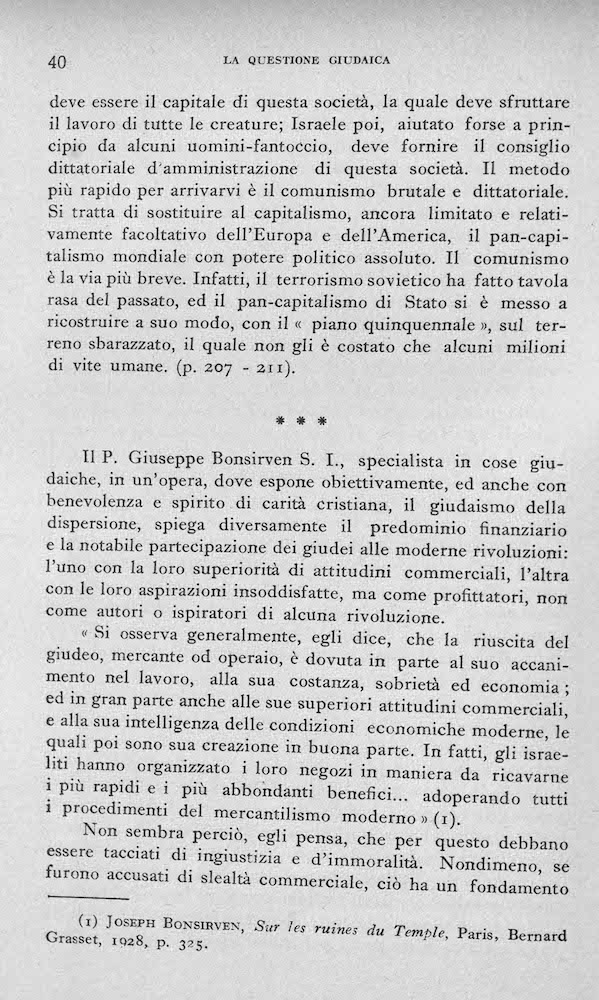 40
LA QUESTIONE GIUDAICA
deve essere il capitale di questa società, la quale deve sfruttare
il lavoro di tutte le creature; Israele poi, aiutato forse a prin-
cipio da alcuni uomini-fantoccio, deve fornire il consiglio
dittatoriale d'amministrazione di questa società. Il metodo
più rapido per arrivarvi è il comunismo brutale e dittatoriale.
Si tratta di sostituire al capitalismo, ancora limitato e relati-
vamente facoltativo dell'Europa e dell'America, il pan-capi-
talismo mondiale con potere politico assoluto. Il comunismo
è la via più breve. Infatti, il terrorismo sovietico ha fatto tavola
rasa del passato, ed il pan-capitalismo di Stato si è messo a
ricostruire a suo modo, con il « piano quinquennale », sul ter-
reno sbarazzato, il quale non gli è costato che alcuni milioni
di vite umane. (p. 207 - 211).
* * *
Il P. Giuseppe Bonsirven S. I., specialista in cose giu-
daiche, in un'opera, dove espone obiettivamente, ed anche con
benevolenza e spirito di carità cristiana, il giudaismo della
dispersione, spiega diversamente il predominio finanziario
e la notabile partecipazione dei giudei alle moderne rivoluzioni:
l'uno con la loro superiorità di attitudini commerciali, l'altra
con le loro aspirazioni insoddisfatte, ma come profittatori, non
come autori o ispiratori di alcuna rivoluzione.
« Si osserva generalmente, egli dice, che la riuscita del
giudeo, mercante od operaio, è dovuta in parte al suo accani-
mento nel lavoro, alla sua costanza, sobrietà ed economia ;
ed in gran parte anche alle sue superiori attitudini commerciali,
e alla sua intelligenza delle condizioni economiche moderne, le
quali poi sono sua creazione in buona parte. In fatti, gli israe-
liti hanno organizzato i loro negozi in maniera da ricavarne
i più rapidi e i più abbondanti benefici... adoperando tutti
i procedimenti del mercantilismo moderno » (1).
Non sembra perciò, egli pensa, che per questo debbano
essere tacciati di ingiustizia e d'immoralità. Nondimeno, se
furono accusati di slealtà commerciale, ciò ha un fondamento
(1) JOSEPH BONSIRVEN, Sur les ruines du Temple, Paris, Bernard
Grasset, 1928, p. 325.